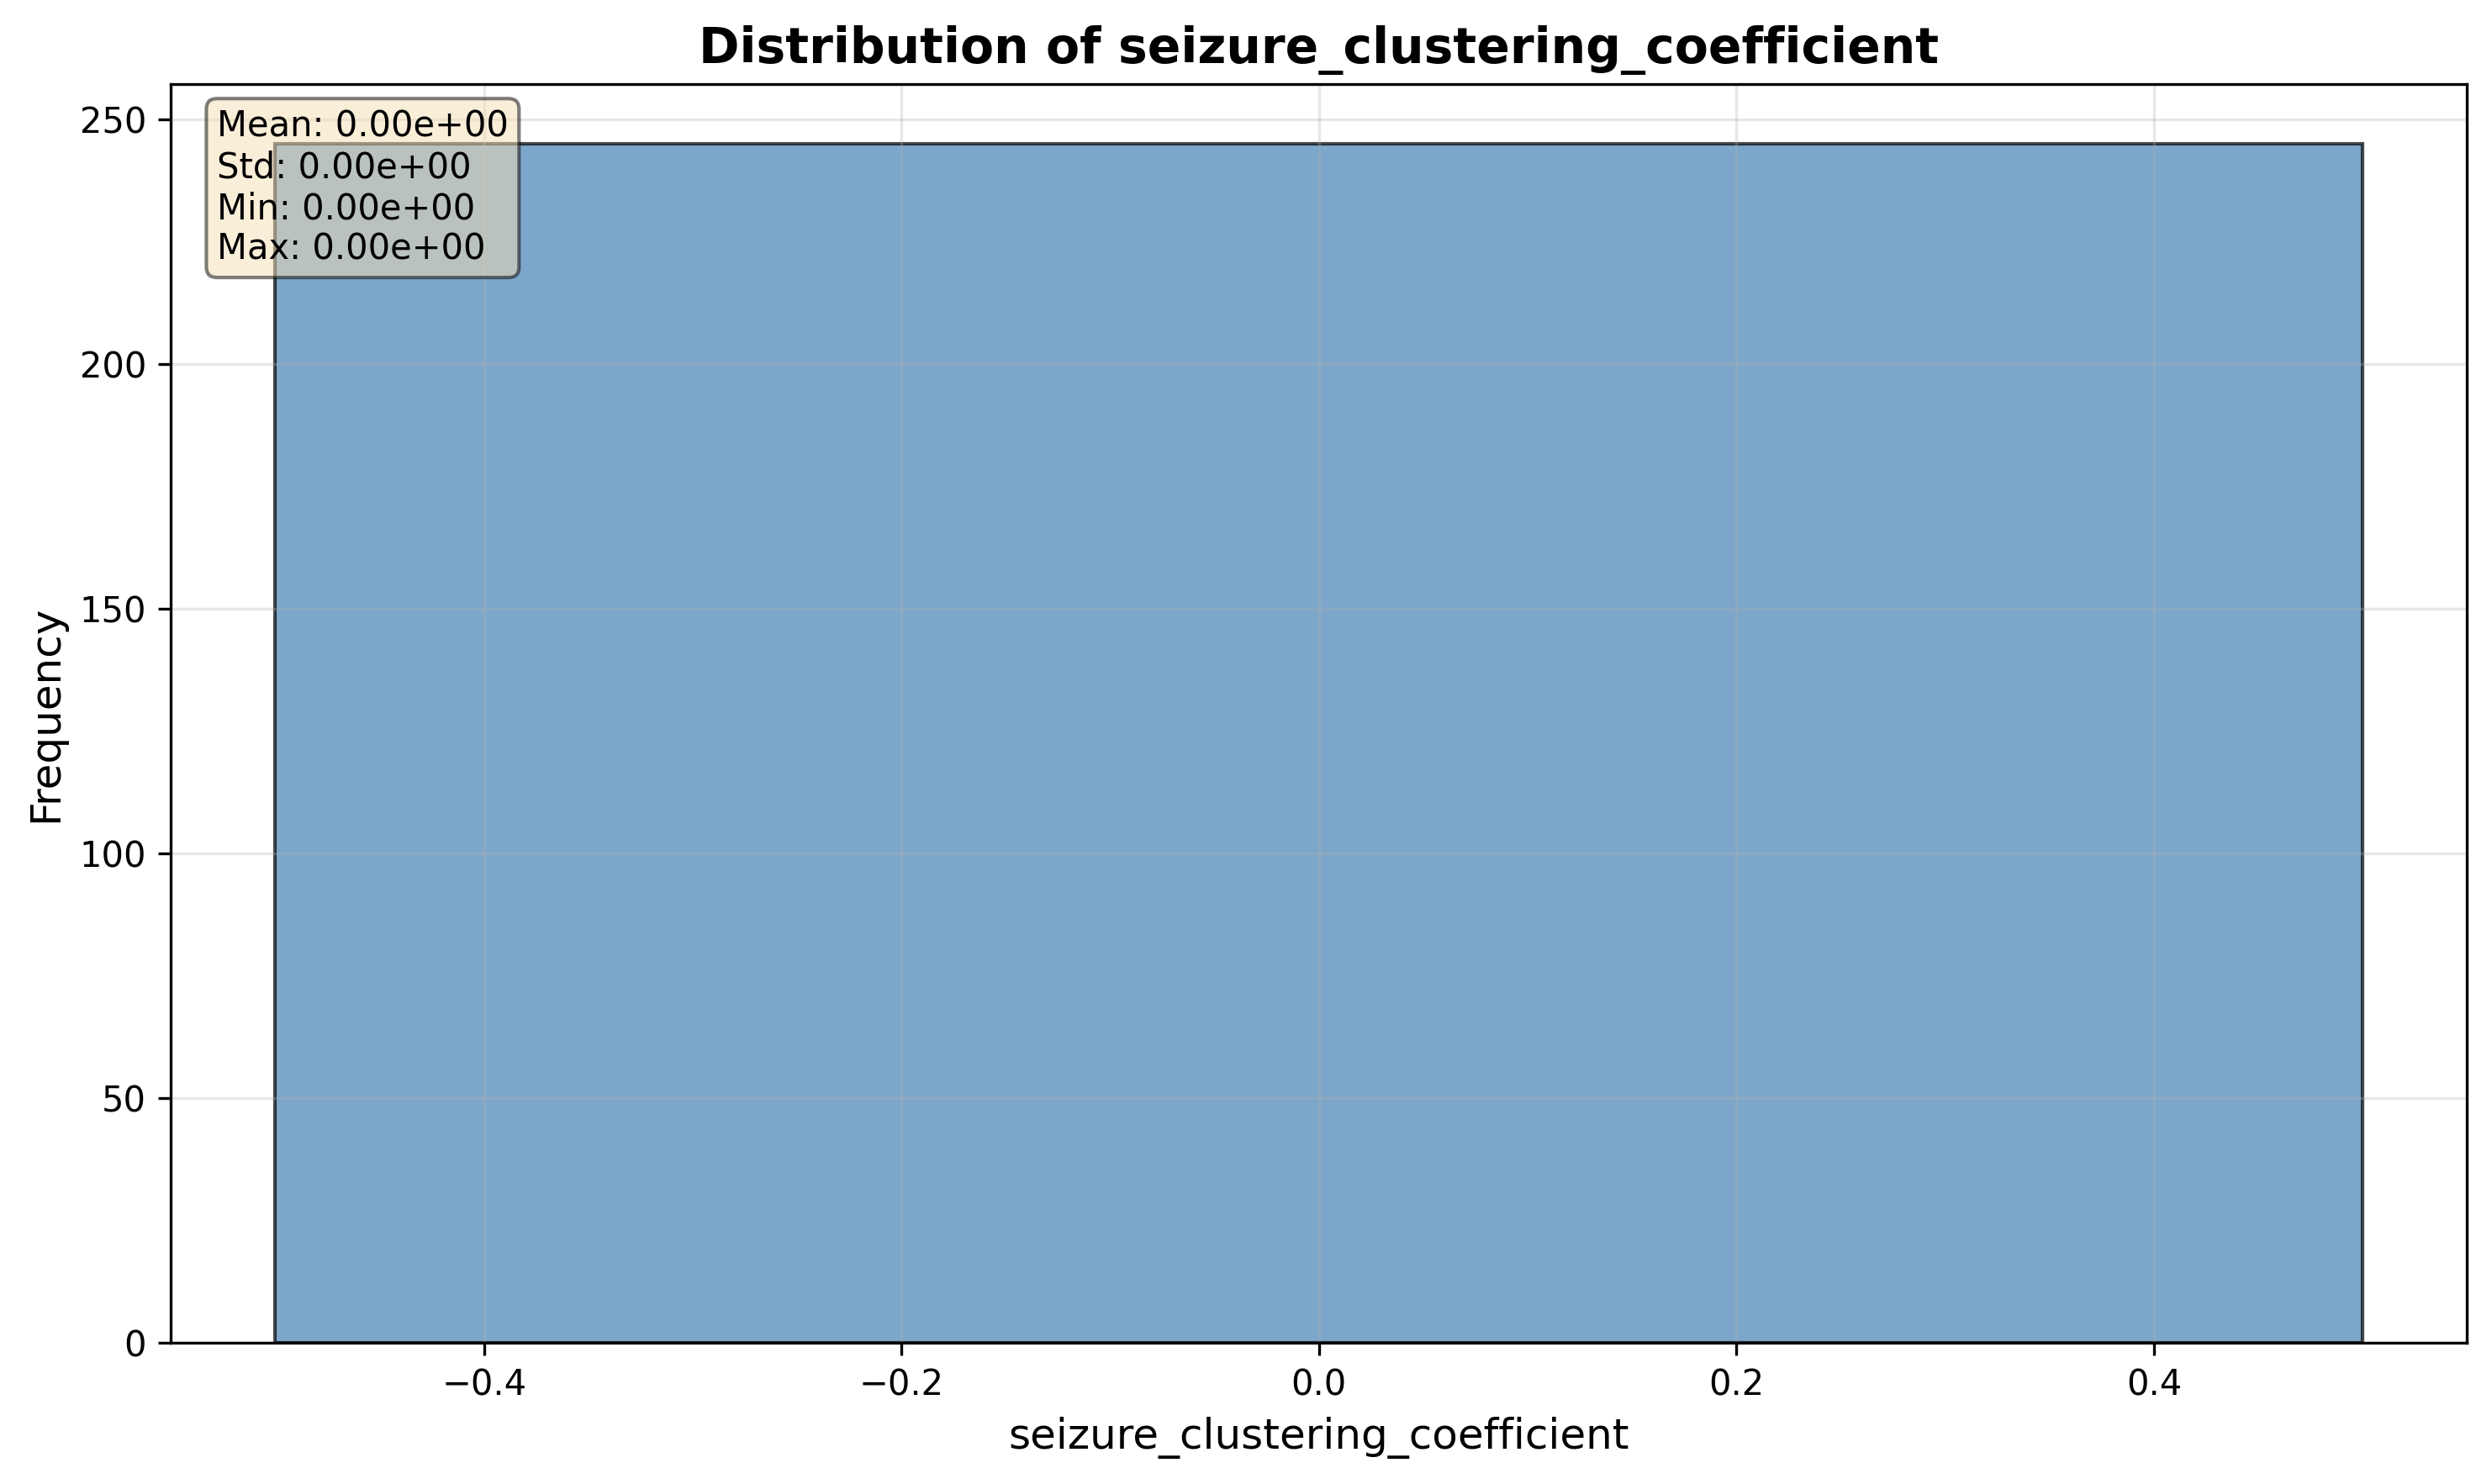 Distribution of seizure_clustering_coefficient
Mean: 0.00e+00
Std: 0.00e+00
Min: 0.00e+00
Max: 0.00e+00
250
200
150
100
50
0
Frequency
−0.4
−0.2
0.0
0.2
0.4
seizure_clustering_coefficient